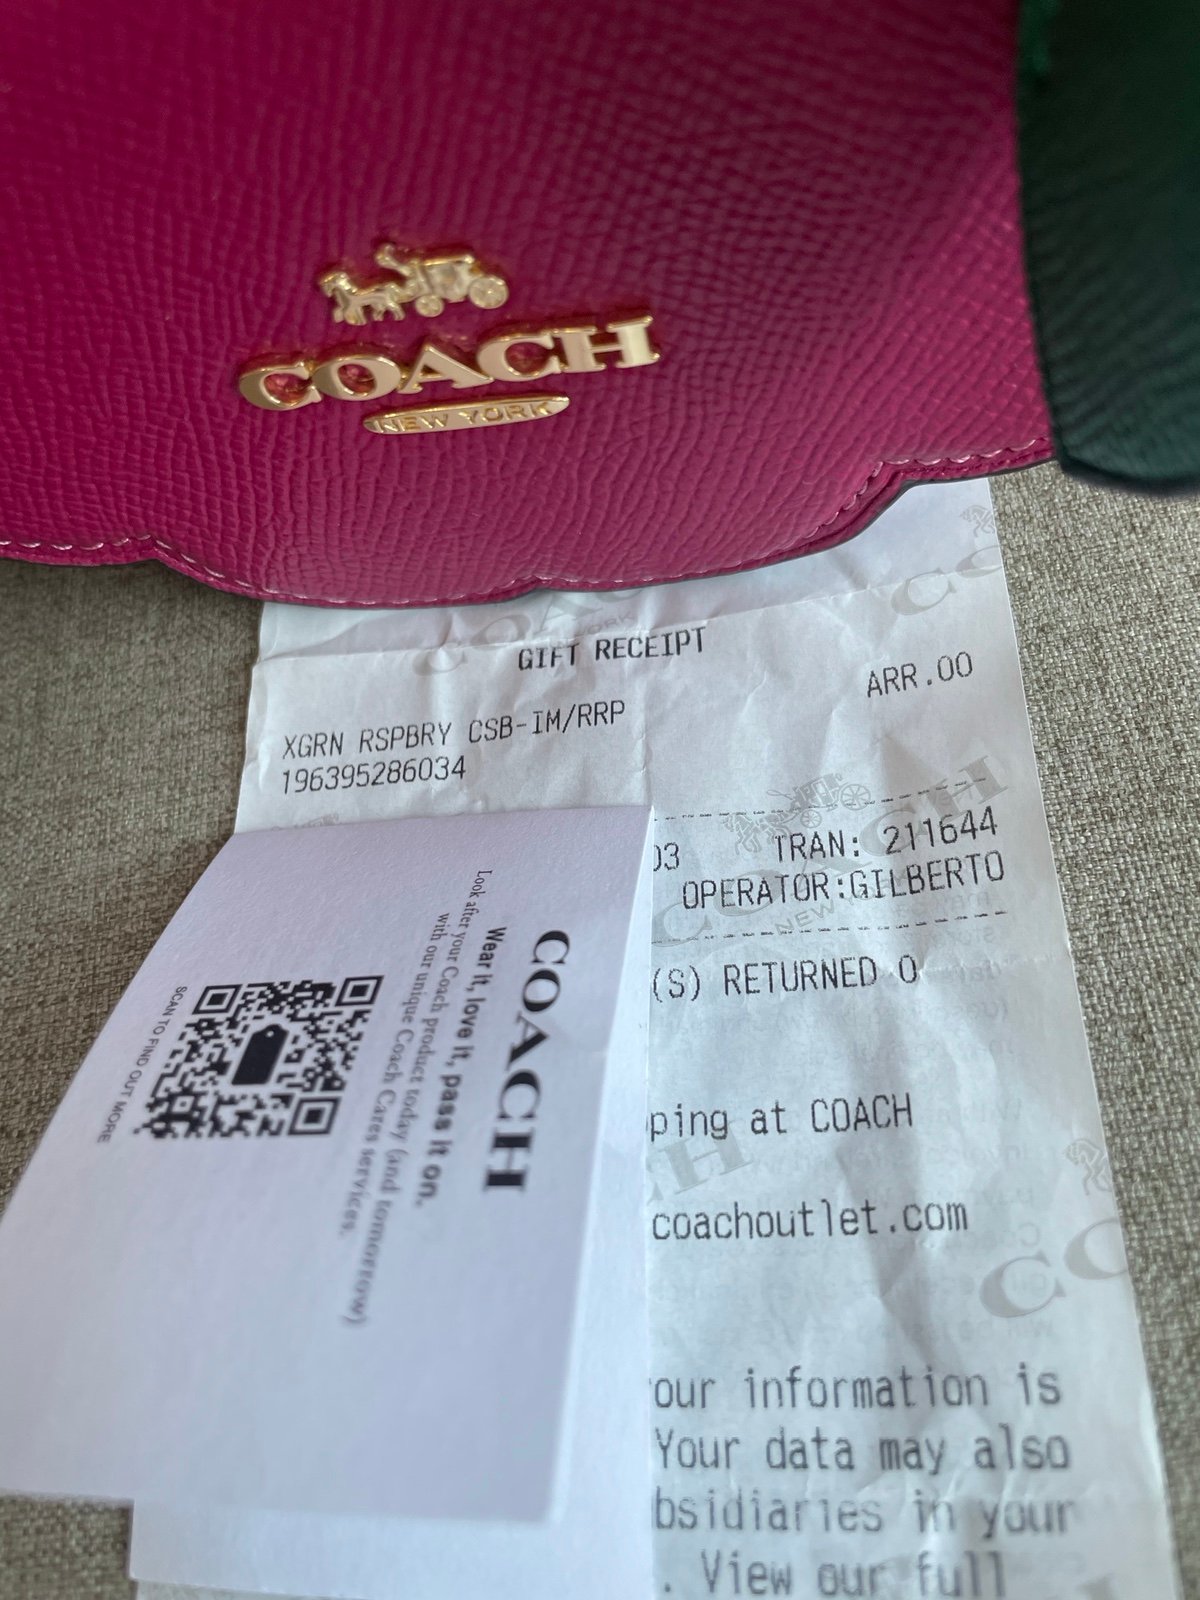 COACH
NEW YORK
GIFT RECEIPT
ARR.00
XGRN RSPBRY CSB-IM/RRP
196395286034
03 TRAN: 211644
OPERATOR:GILBERTO
(S) RETURNED 0
ping at COACH
coachoutlet.com
our information is
Your data may also
bsidiaries in your
. View our full
COACH
Wear it, love it, pass it on.
Look after your Coach product today (and tomorrow)
with our unique Coach Cares services.
SCAN TO FIND OUT MORE